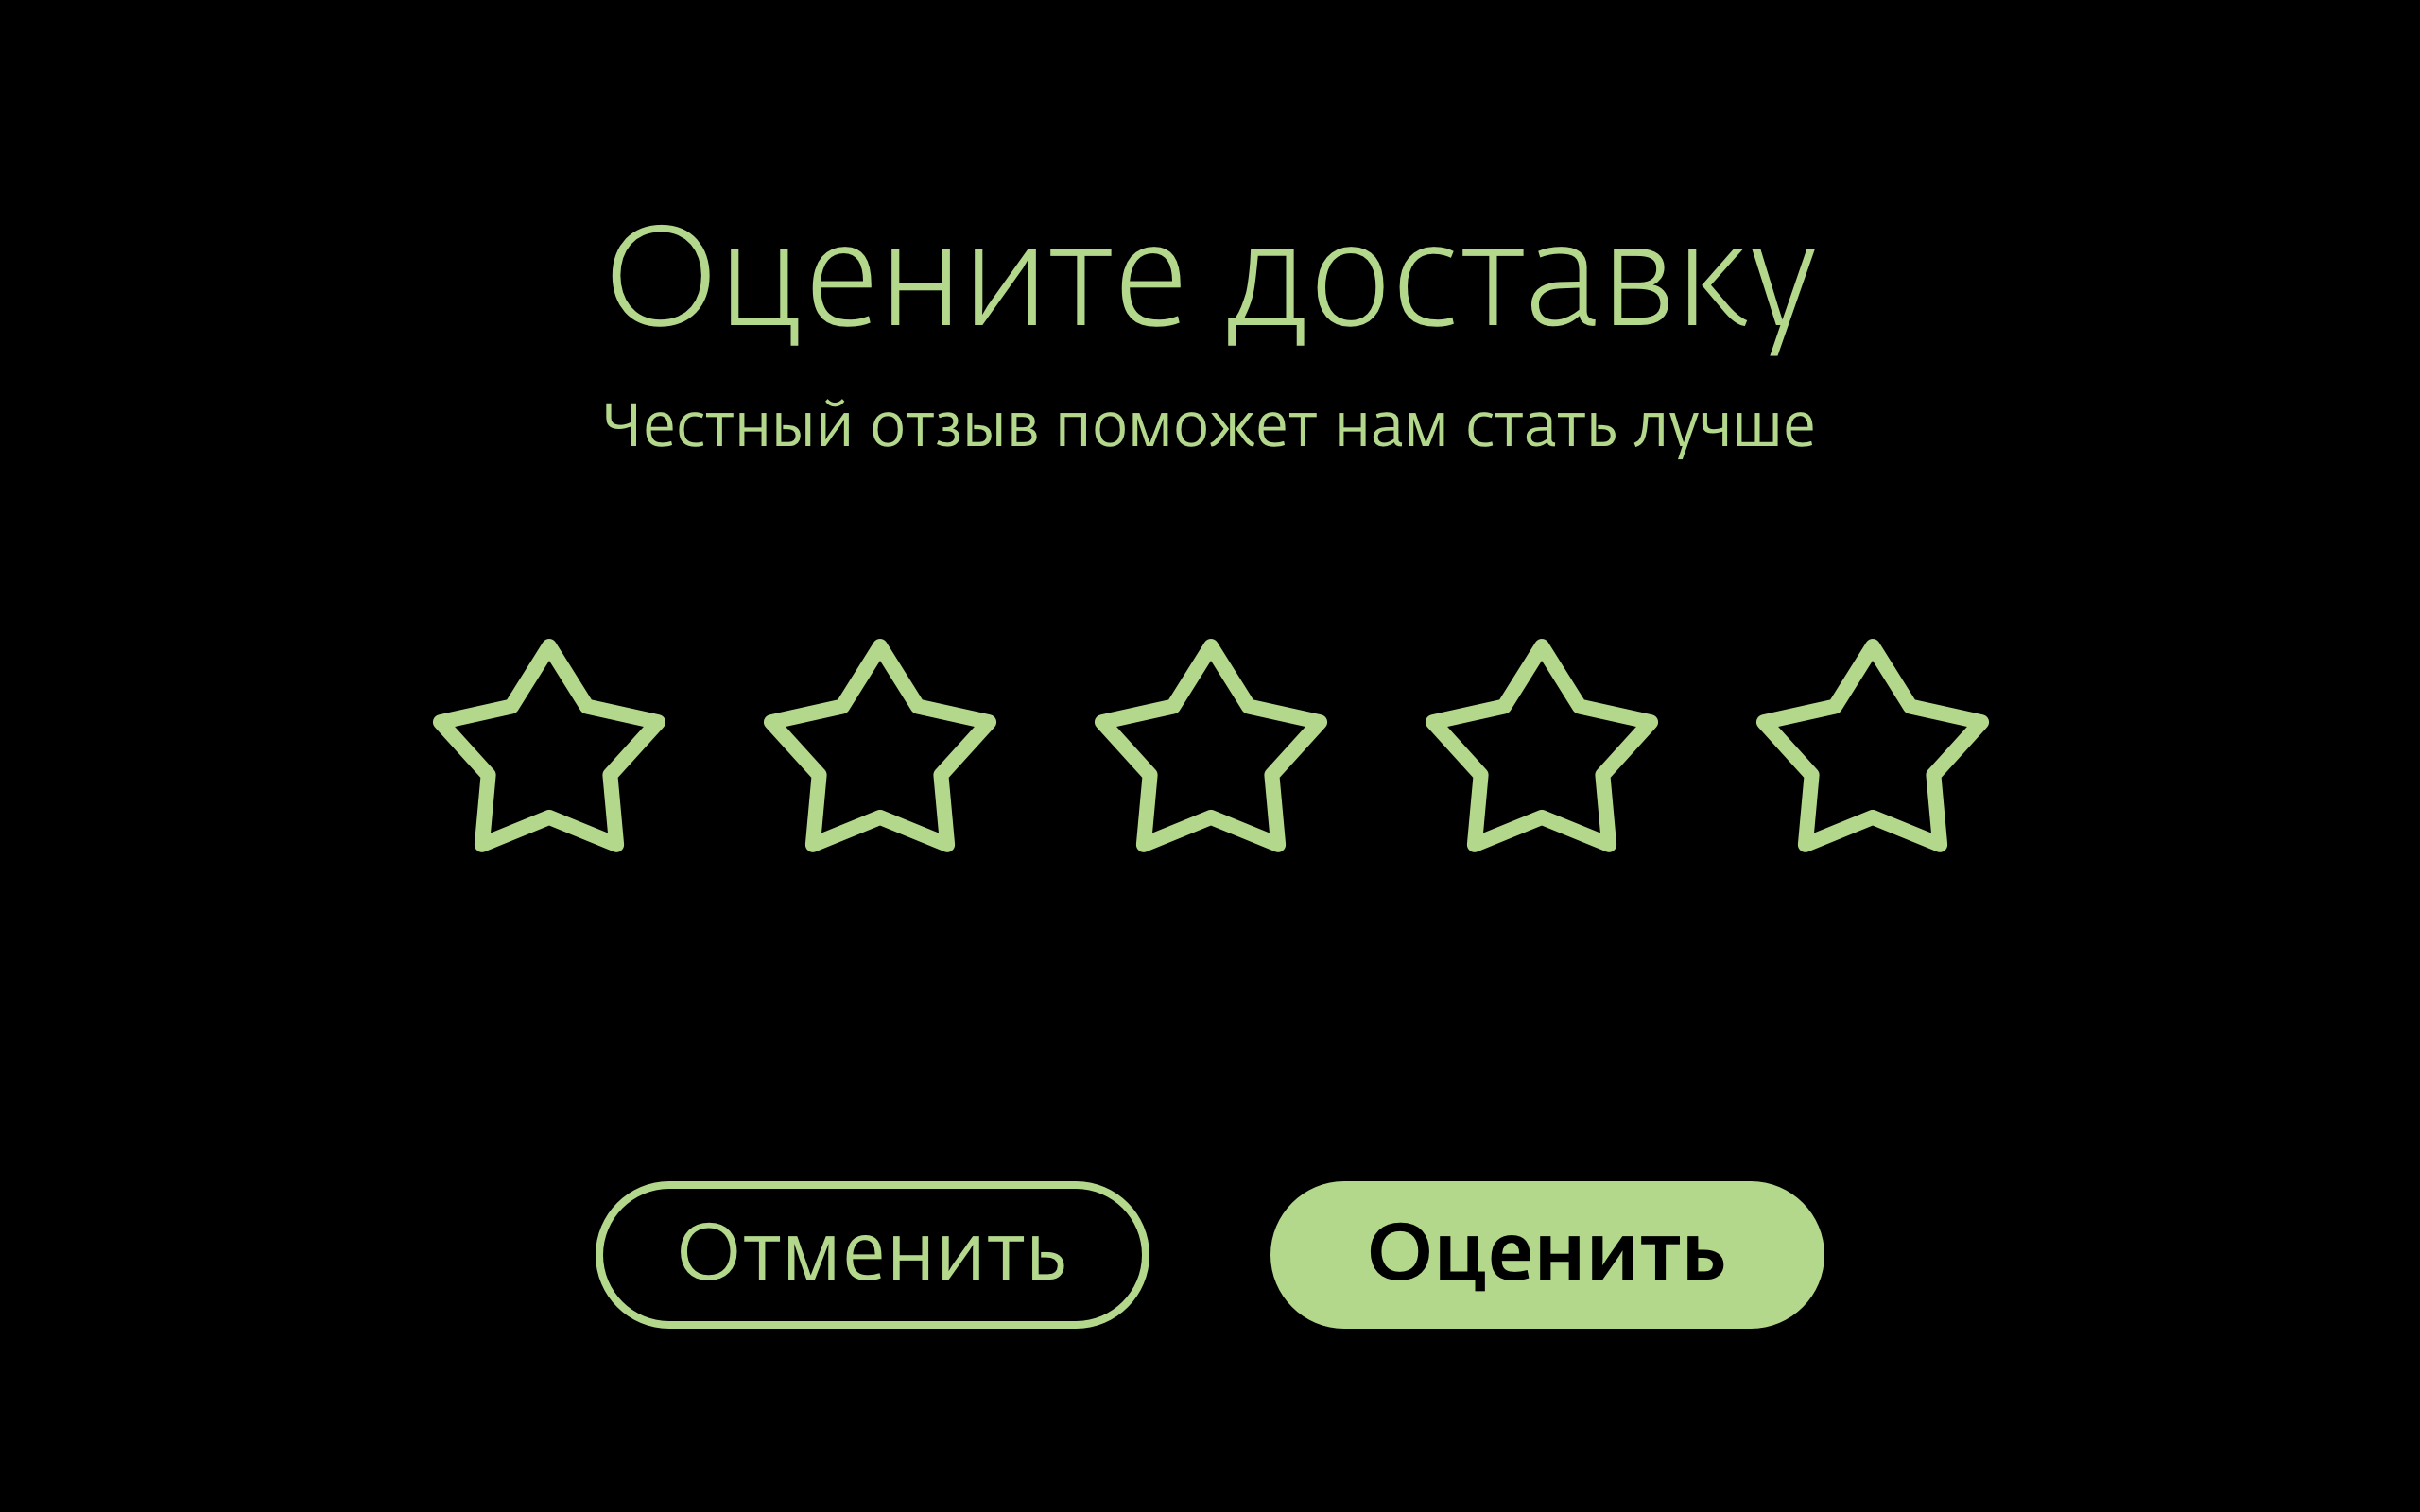 Оцените доставку
Честный отзыв поможет нам стать лучше
Отменить
Оценить